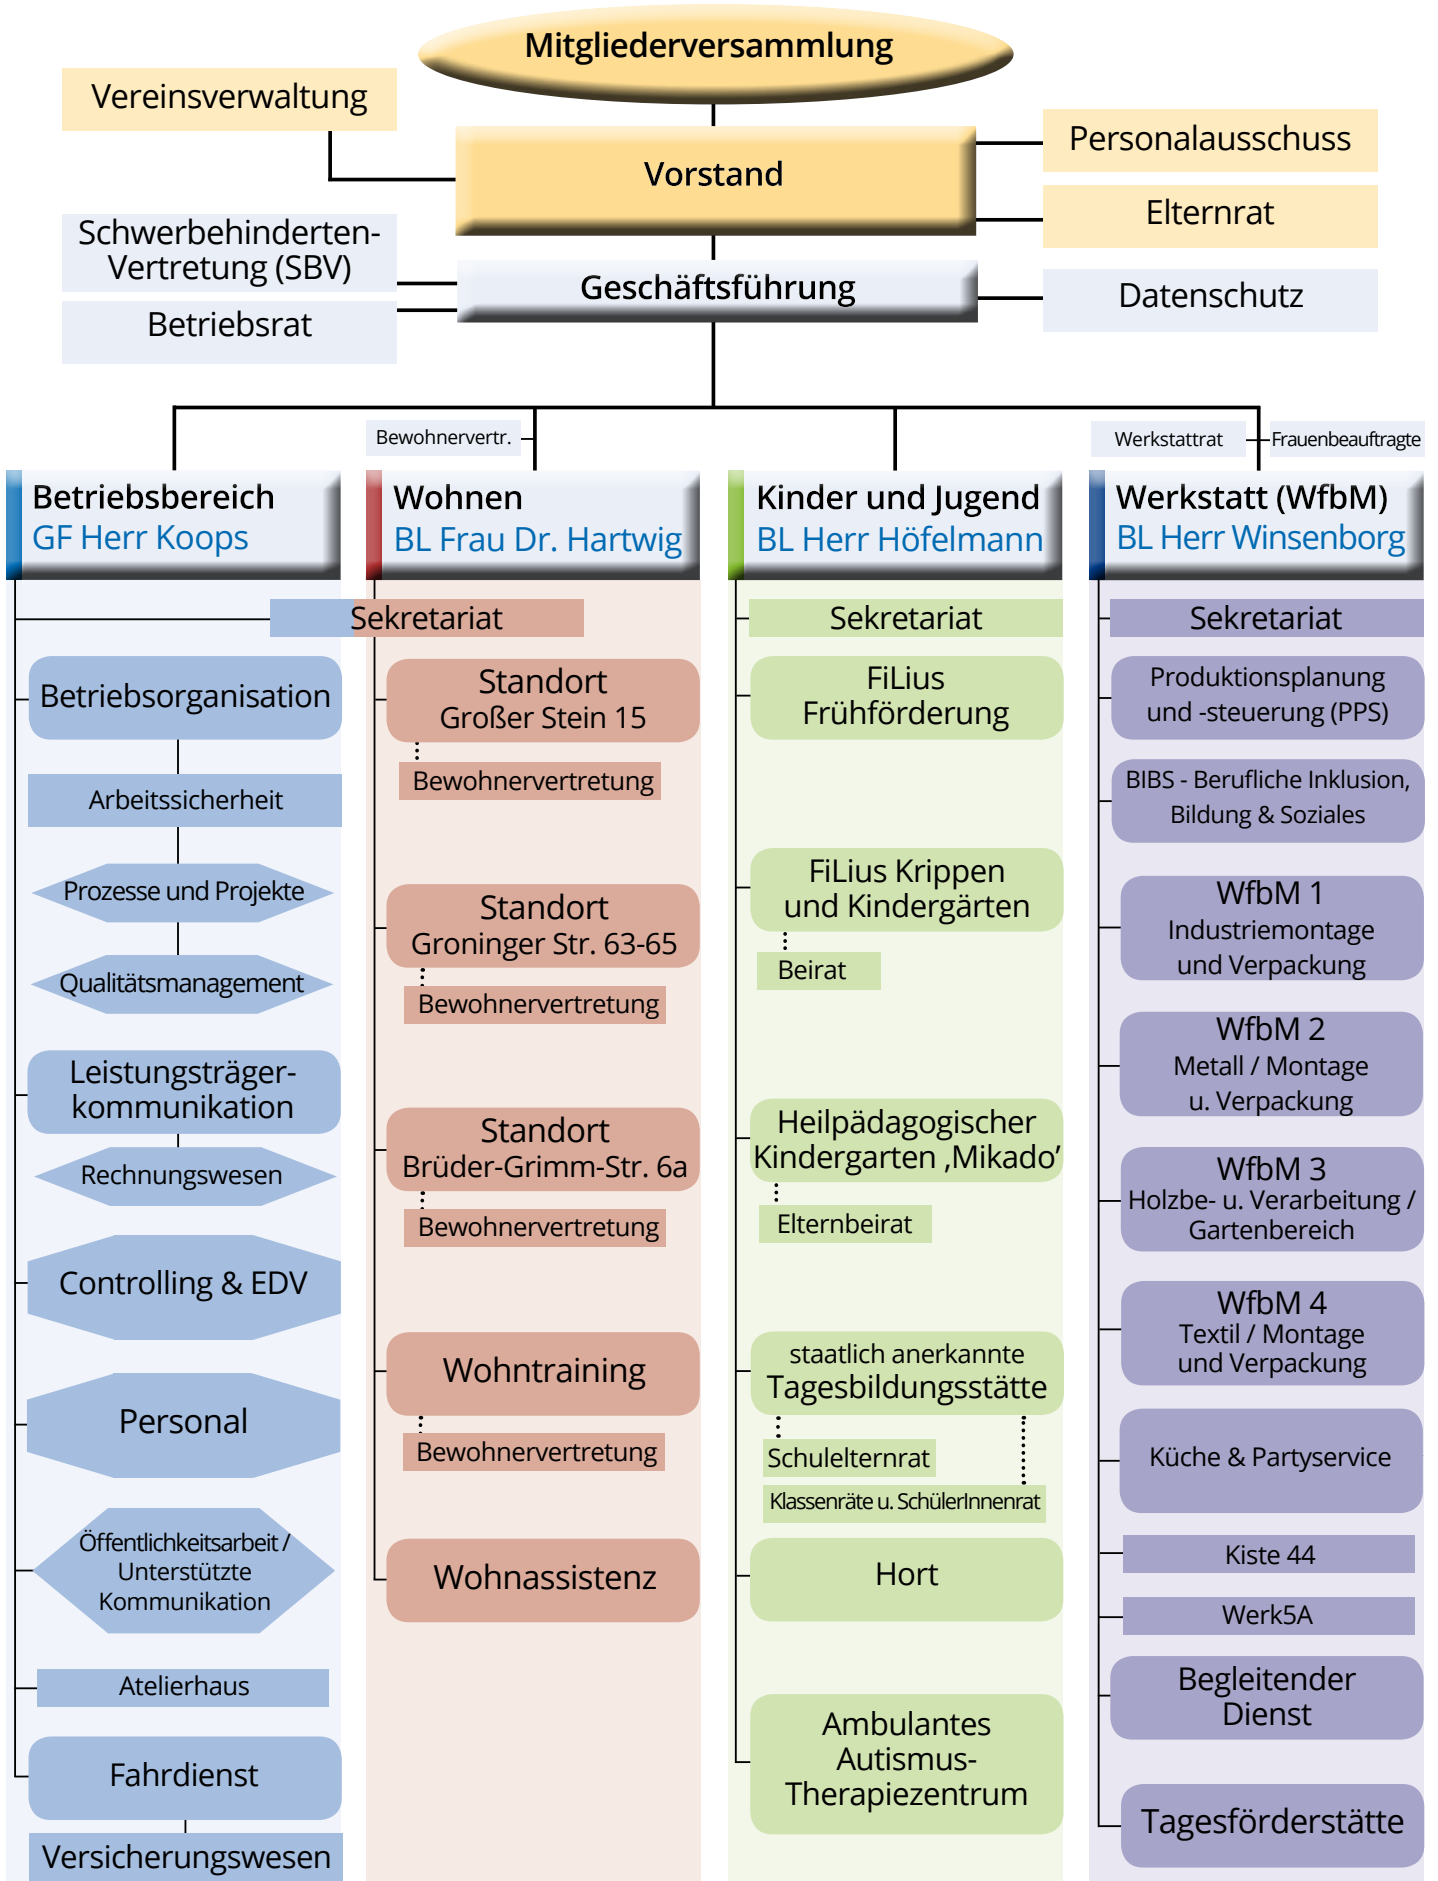 Mitgliederversammlung
Vereinsverwaltung
Vorstand
Personalausschuss
Elternrat
Schwerbehinderten-
Vertretung (SBV)
Betriebsrat
Geschäftsführung
Datenschutz
Bewohnervertr.
Werkstattrat
Frauenbeauftragte
Betriebsbereich
GF Herr Koops
Wohnen
BL Frau Dr. Hartwig
Kinder und Jugend
BL Herr Höfelmann
Werkstatt (WfbM)
BL Herr Winsenborg
Sekretariat
Betriebsorganisation
Arbeitssicherheit
Prozesse und Projekte
Qualitätsmanagement
Leistungsträger-
kommunikation
Rechnungswesen
Controlling & EDV
Personal
Öffentlichkeitsarbeit /
Unterstützte
Kommunikation
Atelierhaus
Fahrdienst
Versicherungswesen
Standort
Großer Stein 15
Bewohnervertretung
Standort
Groninger Str. 63-65
Bewohnervertretung
Standort
Brüder-Grimm-Str. 6a
Bewohnervertretung
Wohntraining
Bewohnervertretung
Wohnassistenz
Sekretariat
FiLius
Frühförderung
FiLius Krippen
und Kindergärten
Beirat
Heilpädagogischer
Kindergarten ‚Mikado’
Elternbeirat
staatlich anerkannte
Tagesbildungsstätte
Schulelternrat
Klassenräte u. SchülerInnenrat
Hort
Ambulantes
Autismus-
Therapiezentrum
Sekretariat
Produktionsplanung
und -steuerung (PPS)
BIBS - Berufliche Inklusion,
Bildung & Soziales
WfbM 1
Industriemontage
und Verpackung
WfbM 2
Metall / Montage
u. Verpackung
WfbM 3
Holzbe- u. Verarbeitung /
Gartenbereich
WfbM 4
Textil / Montage
und Verpackung
Küche & Partyservice
Kiste 44
Werk5A
Begleitender
Dienst
Tagesförderstätte